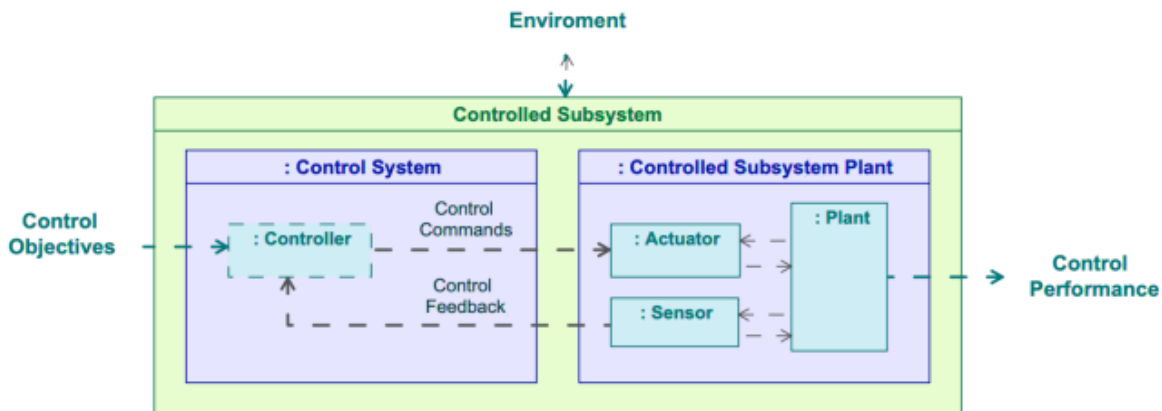 Enviroment
Controlled Subsystem
: Control System
: Controlled Subsystem Plant
Control
Objectives
: Controller
Control
Commands
Control
Feedback
: Actuator
: Sensor
: Plant
Control
Performance